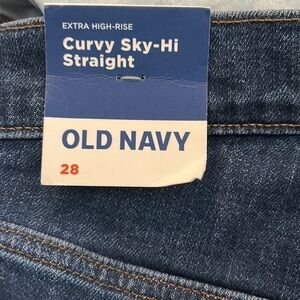 EXTRA HIGH-RISE
Curvy Sky-Hi
Straight
OLD NAVY
28